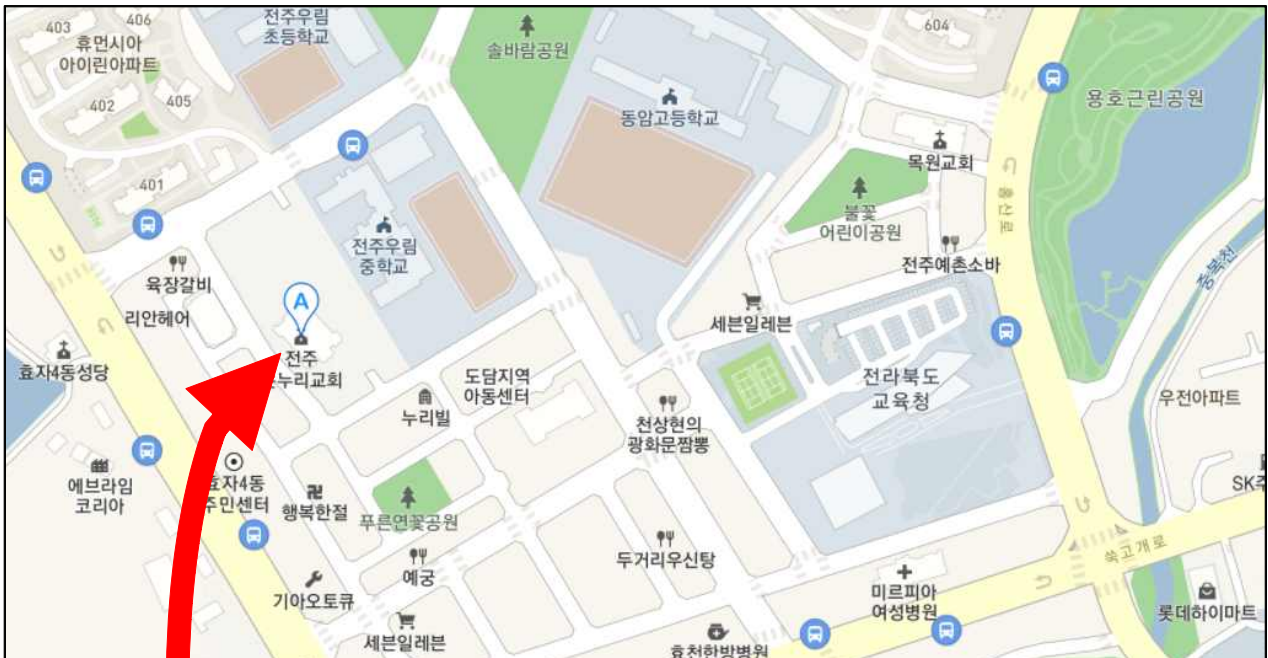 403
406
휴먼시아
아이린아파트
402
405
401
전주우림
초등학교
솔바람공원
동암고등학교
604
용호근린공원
목원교회
홍산로
불꽃
어린이공원
전주예촌소바
중복천
전주우림
중학교
육장갈비
리안헤어
A
전주
누리교회
효자4동성당
세븐일레븐
전라북도
교육청
우전아파트
도담지역
아동센터
누리빌
천상현의
광화문짬뽕
에브라임
코리아
효자4동
주민센터
행복한절
푸른연꽃공원
SK주
쑥고개로
두거리우신탕
예궁
기아오토큐
미르피아
여성병원
롯데하이마트
세븐일레븐
효천한방병원